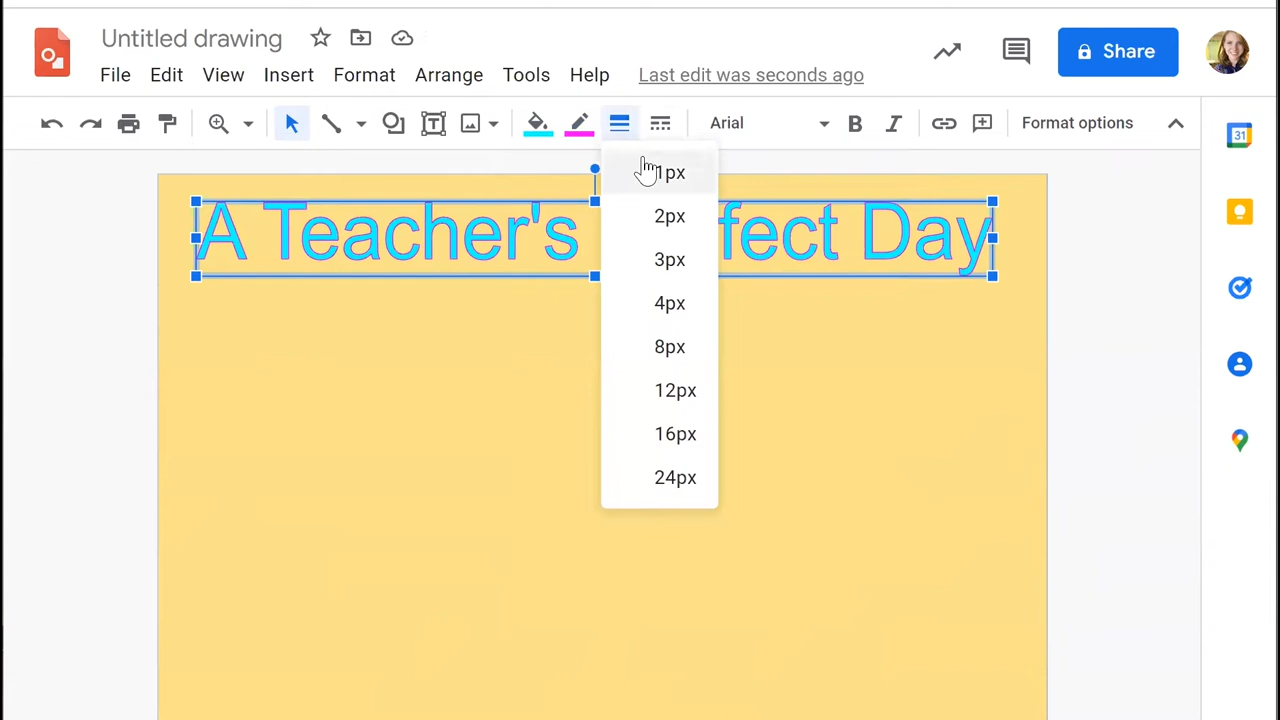 Untitled drawing
File Edit View Insert Format Arrange Tools Help Last edit was seconds ago
Share
Arial B I Format options
31
1px
2px
3px
4px
8px
12px
16px
24px
A Teacher's fect Day